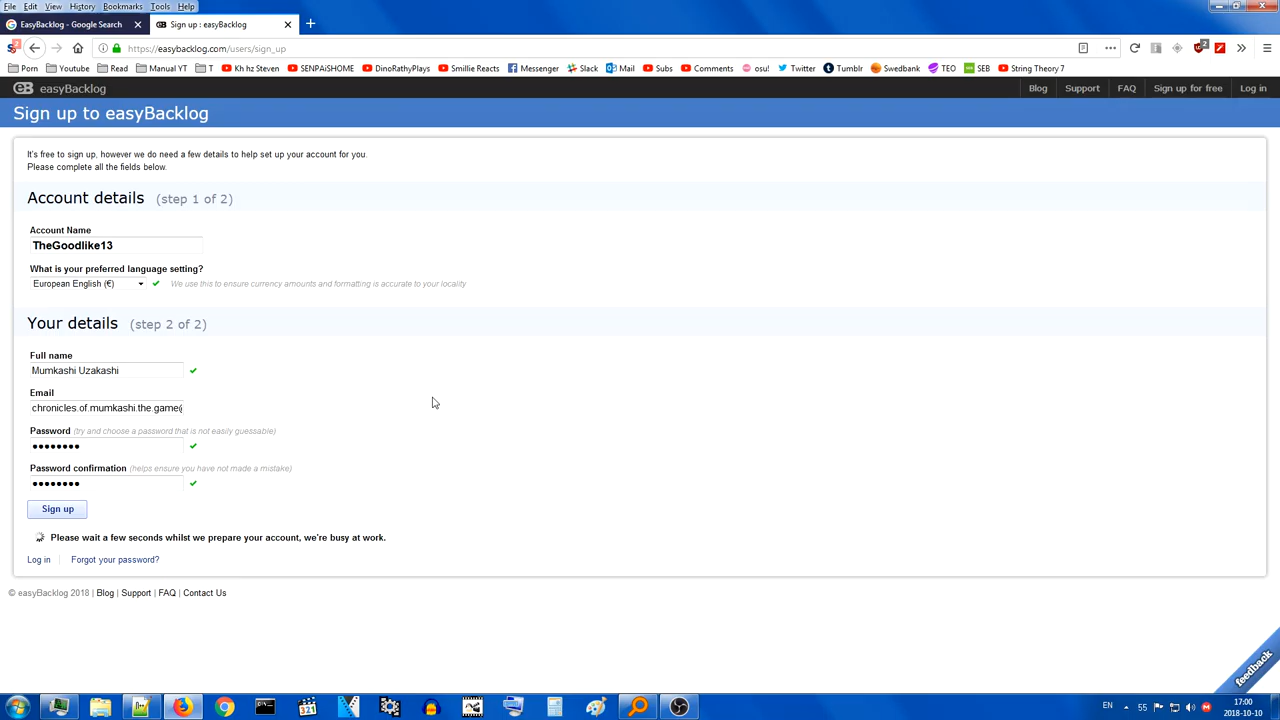 File Edit View History Bookmarks Tools Help
EasyBacklog - Google Search Sign up : easyBacklog
https://easybacklog.com/users/sign_up
Porn Youtube Read Manual YT T Kh hz Steven SENPAiSHOME DinoRathyPlays Smillie Reacts Messenger Slack Mail Subs Comments osu! Twitter Tumblr Swedbank TEO SEB String Theory 7
easyBacklog Blog Support FAQ Sign up for free Log in
Sign up to easyBacklog
It's free to sign up, however we do need a few details to help set up your account for you.
Please complete all the fields below.
Account details (step 1 of 2)
Account Name
TheGoodlike13
What is your preferred language setting?
European English (€) We use this to ensure currency amounts and formatting is accurate to your locality
Your details (step 2 of 2)
Full name
Mumkashi Uzakashi
Email
chronicles.of.mumkashi.the.game@
Password (try and choose a password that is not easily guessable)
••••••••
Password confirmation (helps ensure you have not made a mistake)
••••••••
Sign up
Please wait a few seconds whilst we prepare your account, we're busy at work.
Log in Forgot your password?
© easyBacklog 2018 | Blog | Support | FAQ | Contact Us
feedback
EN 55 17:00
2018-10-10